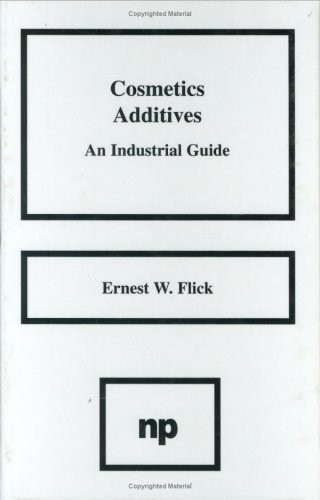 Copyrighted Material
Cosmetics
Additives
An Industrial Guide
Ernest W. Flick
np
Copyrighted Material